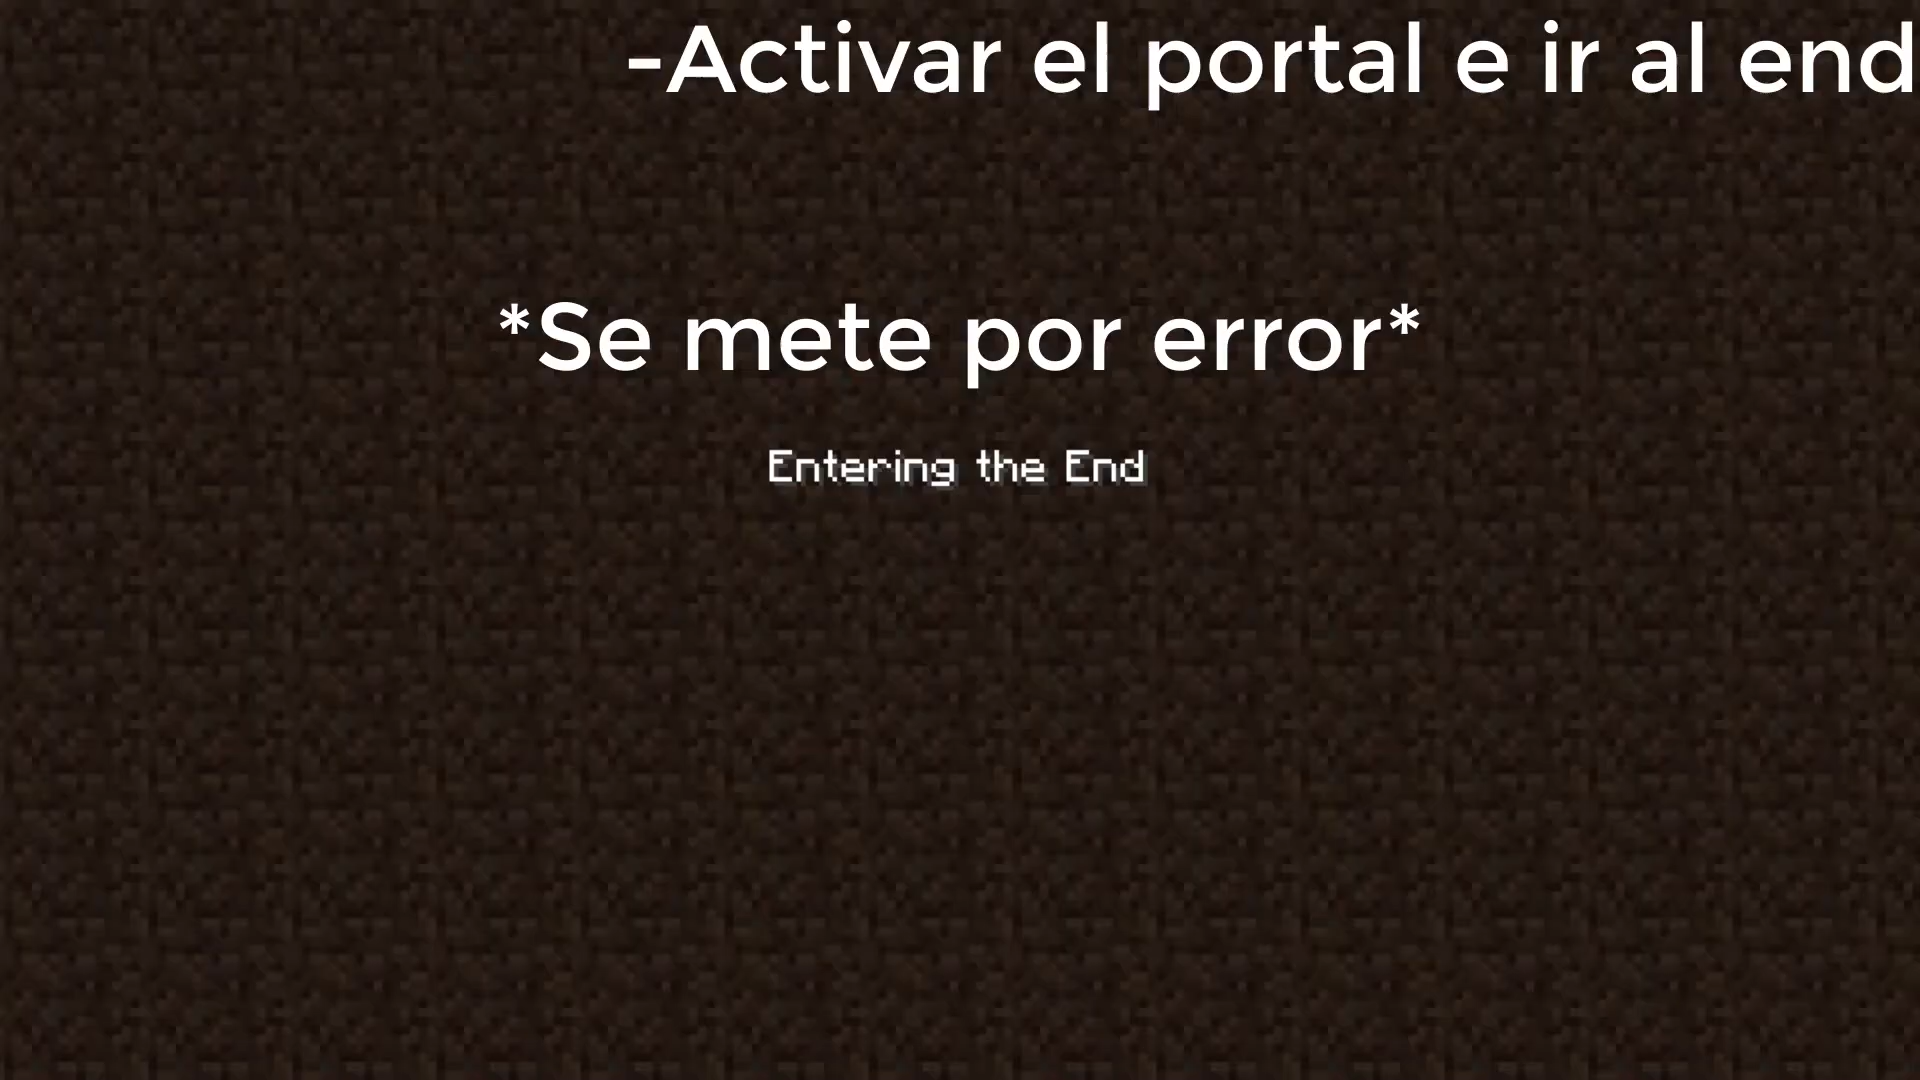 -Activar el portal e ir al end
*Se mete por error*
Entering the End